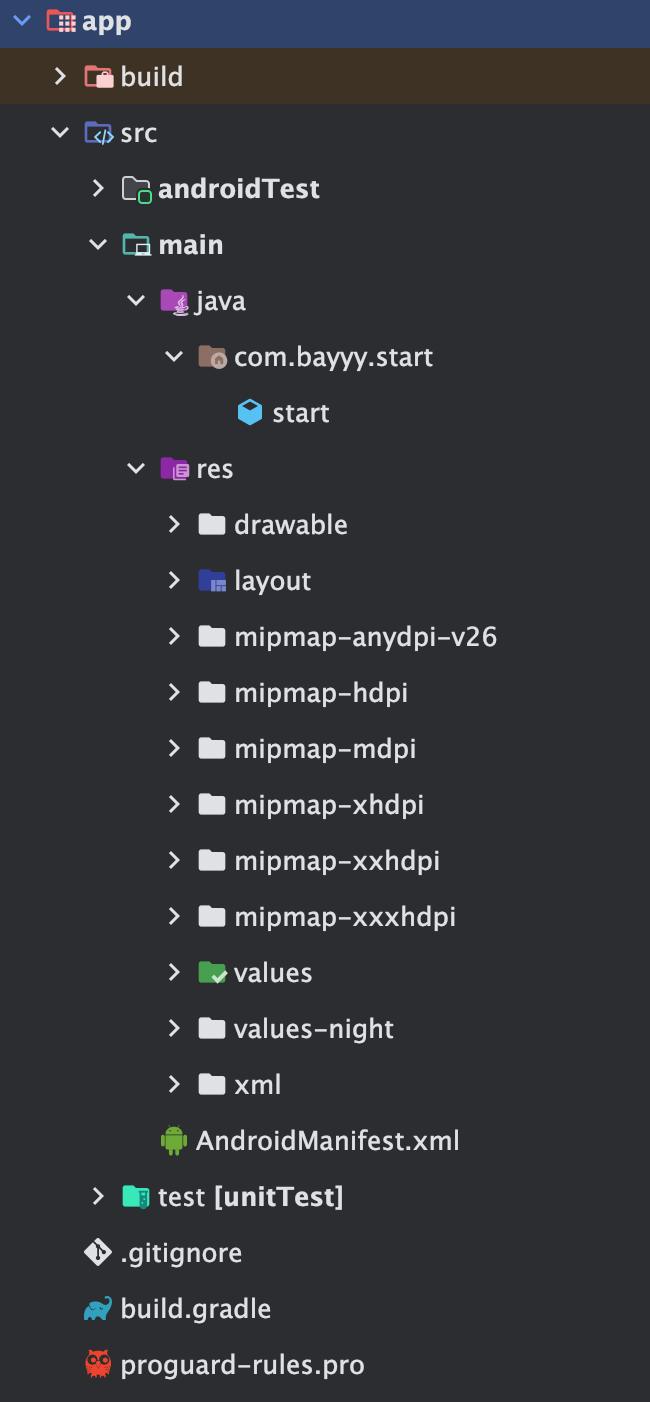 app
build
src
androidTest
main
java
com.bayyy.start
start
res
drawable
layout
mipmap-anydpi-v26
mipmap-hdpi
mipmap-mdpi
mipmap-xhdpi
mipmap-xxhdpi
mipmap-xxxhdpi
values
values-night
xml
AndroidManifest.xml
test [unitTest]
.gitignore
build.gradle
proguard-rules.pro